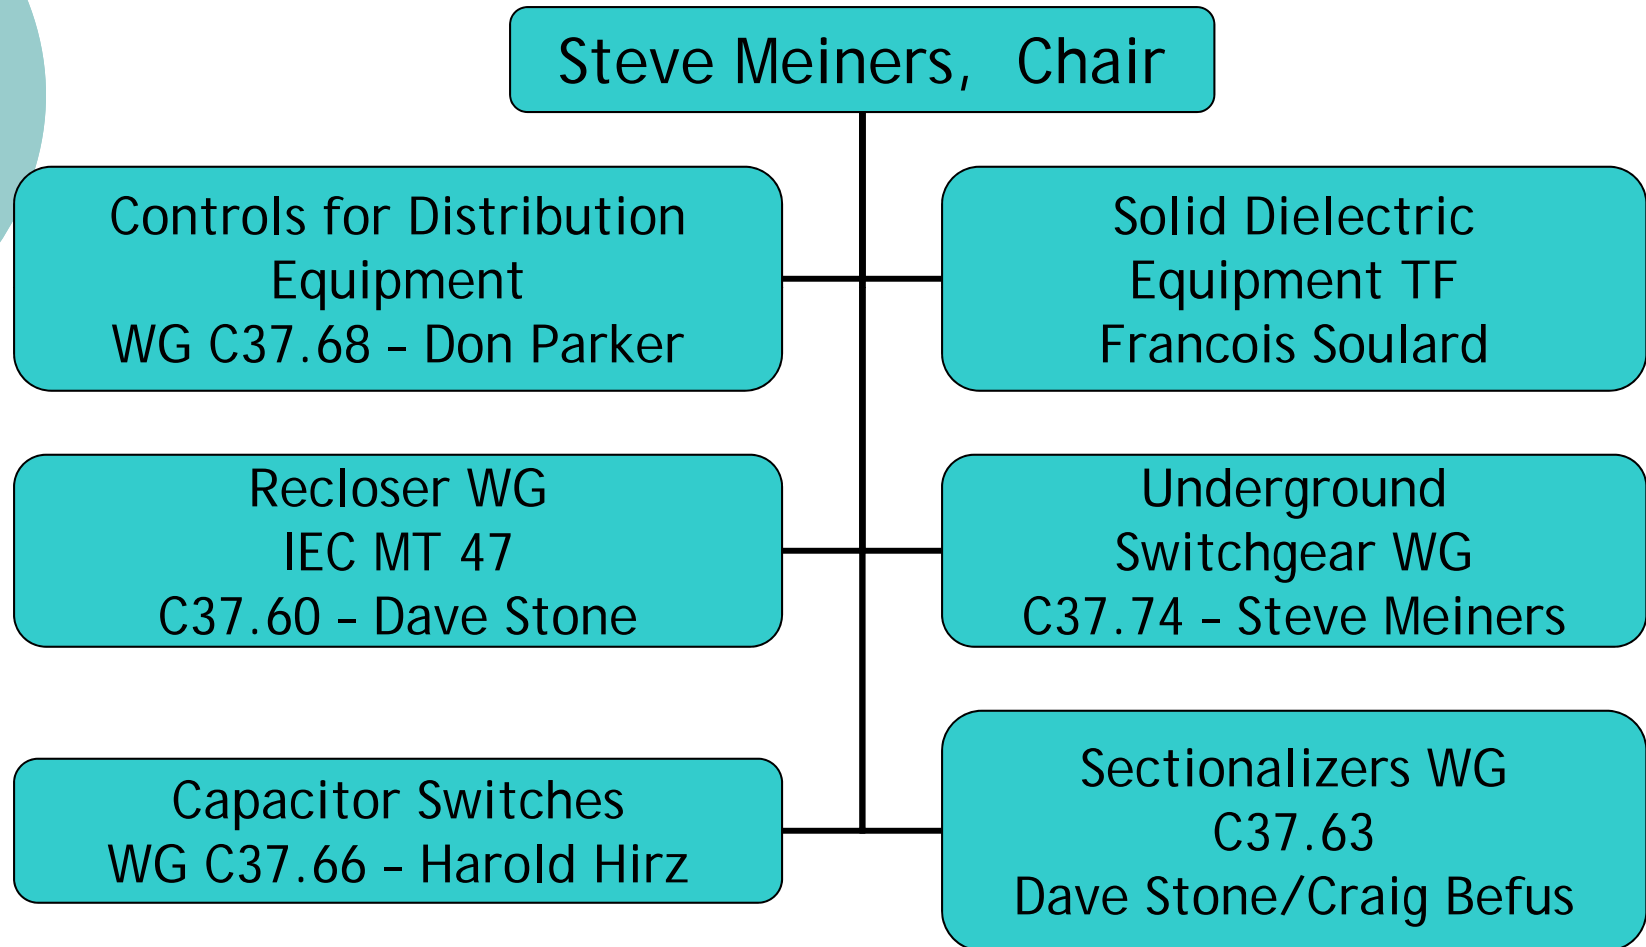 Steve Meiners, Chair
Controls for Distribution
Equipment
WG C37.68 – Don Parker
Solid Dielectric
Equipment TF
Francois Soulard
Recloser WG
IEC MT 47
C37.60 – Dave Stone
Underground
Switchgear WG
C37.74 – Steve Meiners
Capacitor Switches
WG C37.66 – Harold Hirz
Sectionalizers WG
C37.63
Dave Stone/Craig Befus